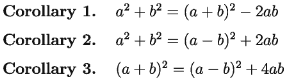 Corollary 1. a² + b² = (a + b)² − 2ab
Corollary 2. a² + b² = (a − b)² + 2ab
Corollary 3. (a + b)² = (a − b)² + 4ab